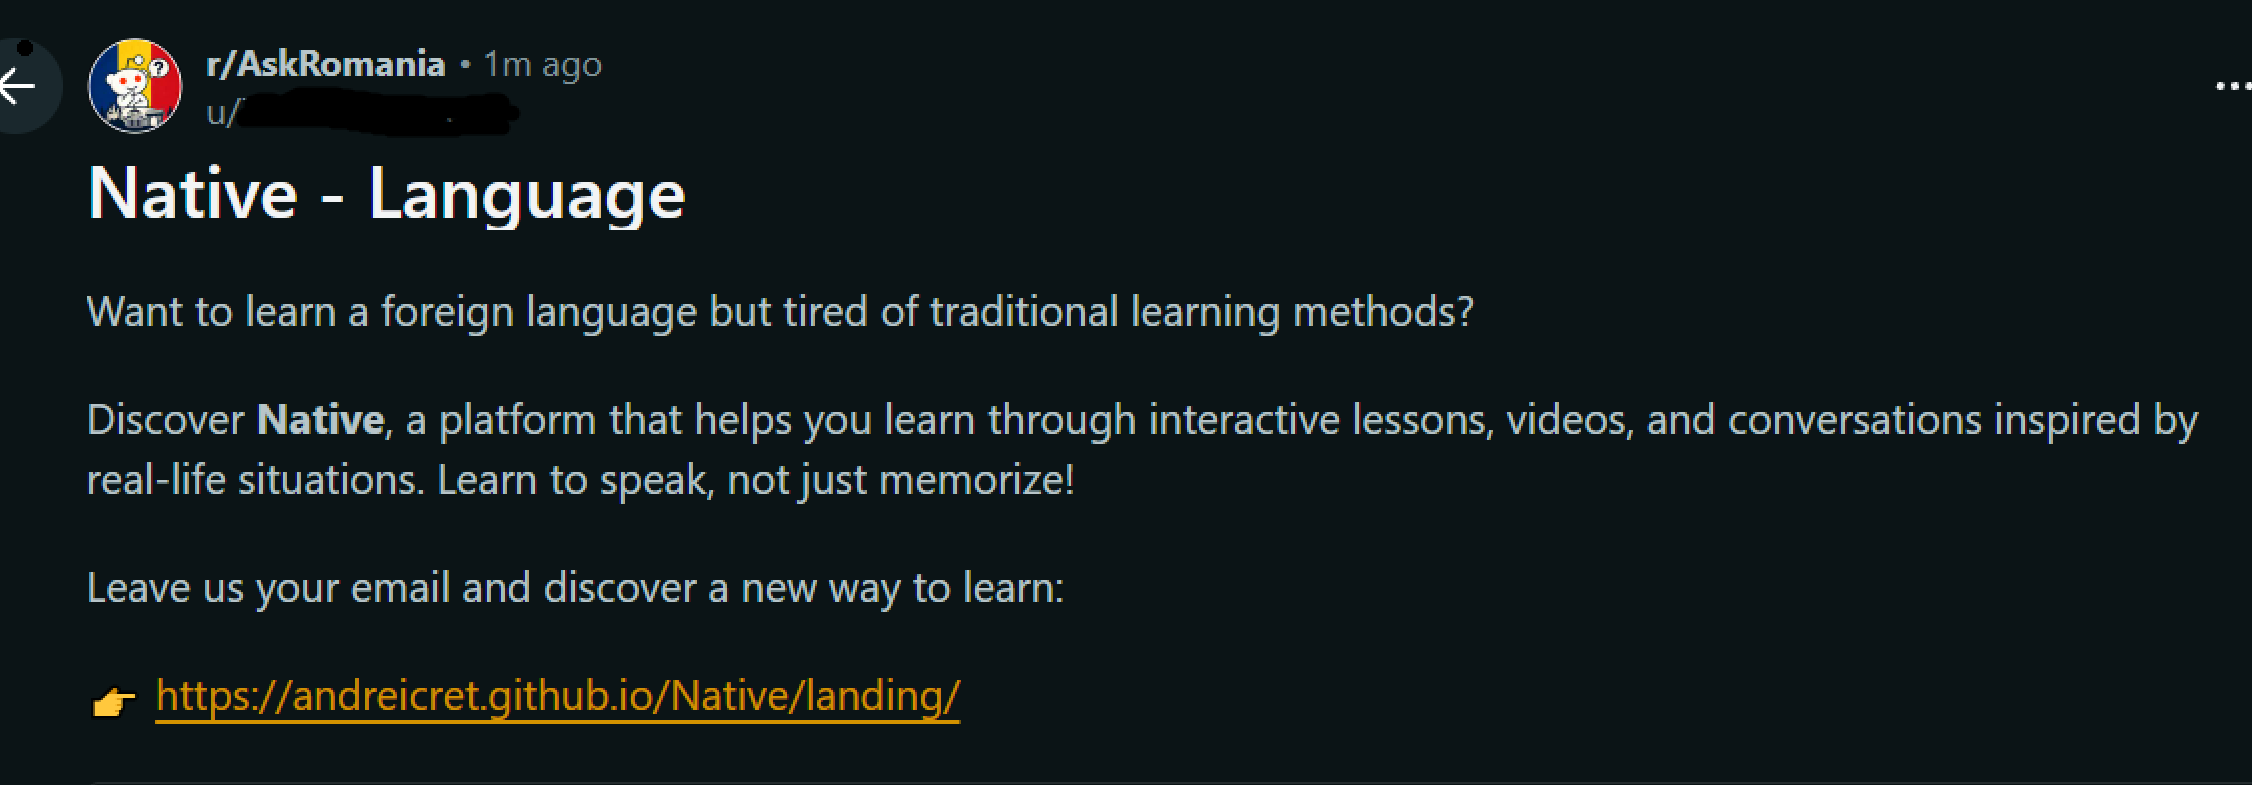 r/AskRomania • 1m ago
u/
Native - Language
Want to learn a foreign language but tired of traditional learning methods?
Discover Native, a platform that helps you learn through interactive lessons, videos, and conversations inspired by
real-life situations. Learn to speak, not just memorize!
Leave us your email and discover a new way to learn:
👉 https://andreicret.github.io/Native/landing/